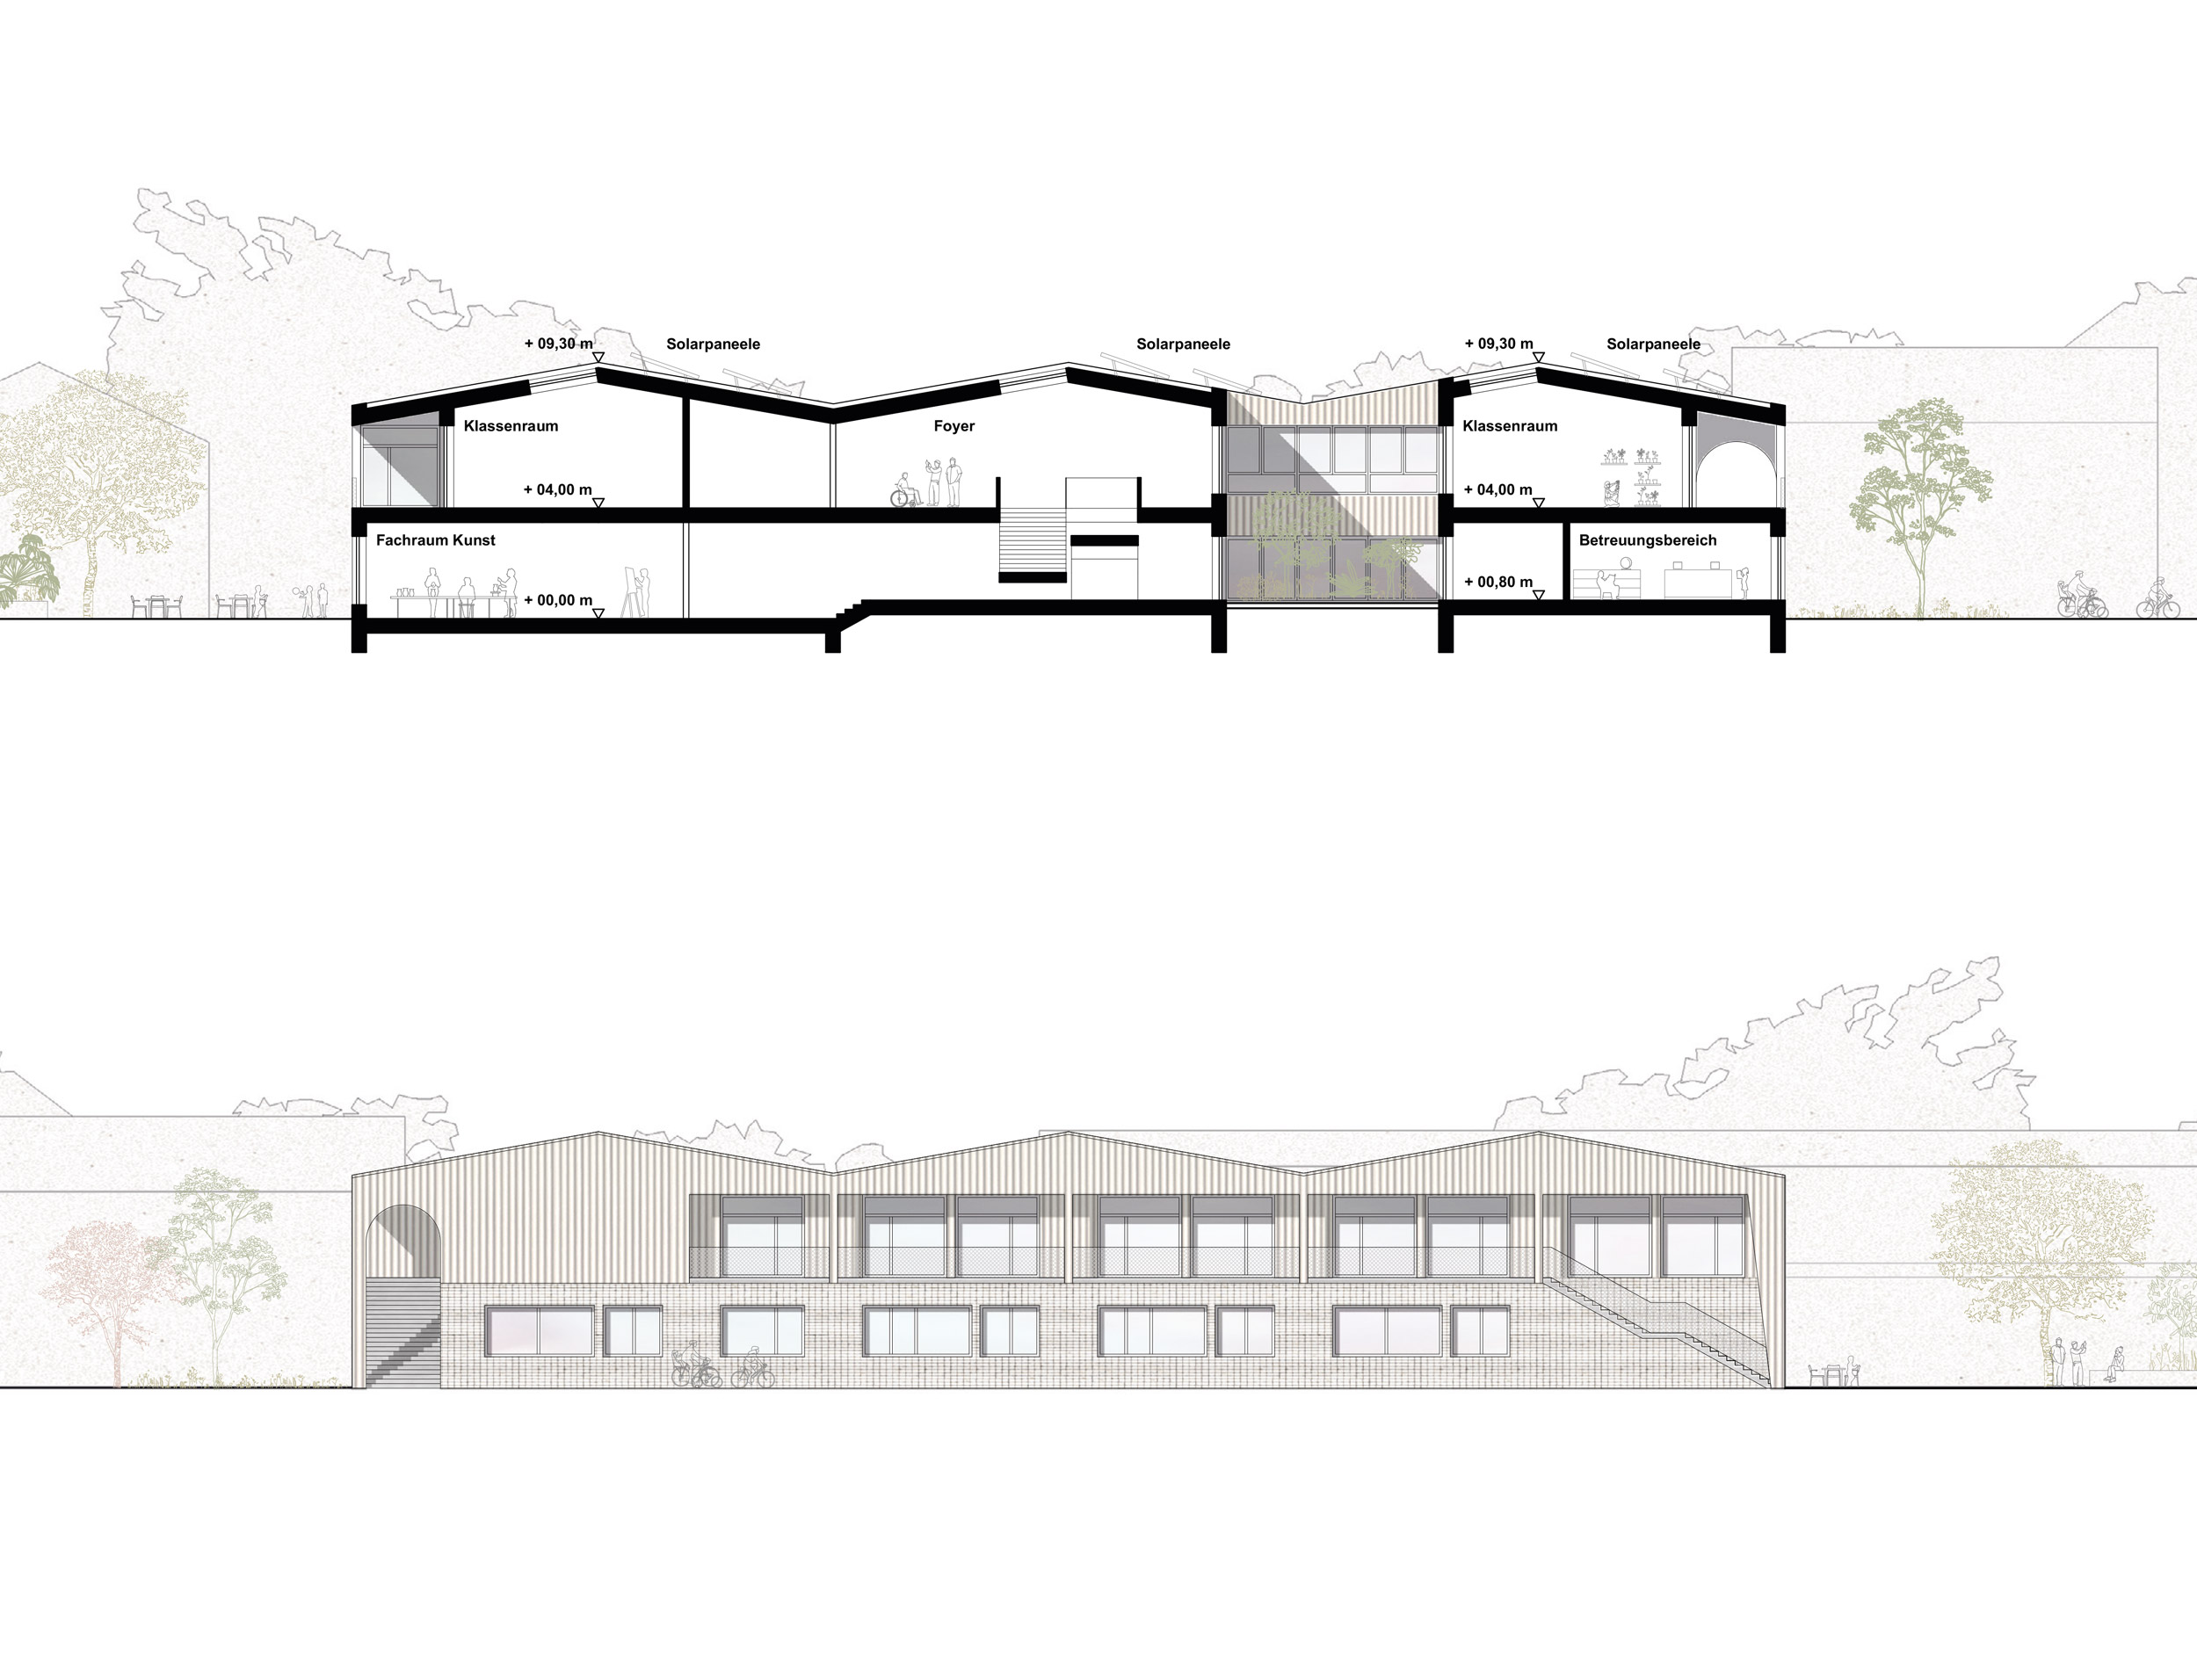 + 09,30 m
Solarpaneele
Solarpaneele
+ 09,30 m
Solarpaneele
Klassenraum
Foyer
Klassenraum
+ 04,00 m
+ 04,00 m
Fachraum Kunst
Betreuungsbereich
+ 00,80 m
+ 00,00 m